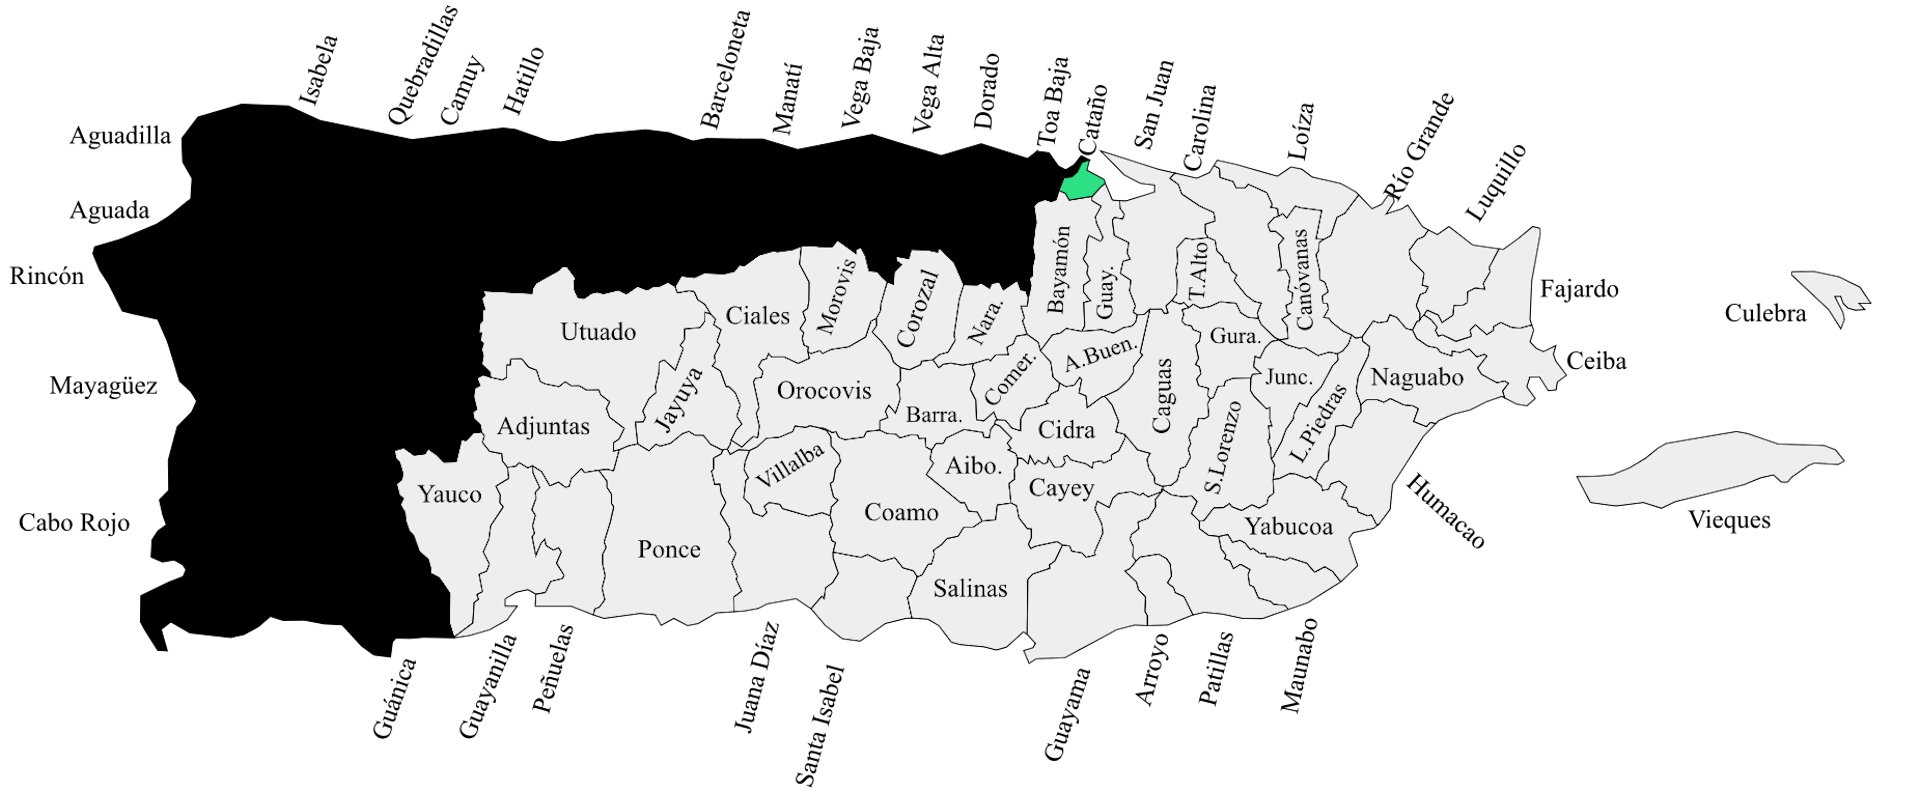 Isabela
Quebradillas
Camuy
Hatillo
Barceloneta
Manatí
Vega Baja
Vega Alta
Dorado
Toa Baja
Cataño
San Juan
Carolina
Loíza
Río Grande
Luquillo
Aguadilla
Aguada
Rincón
Mayagüez
Cabo Rojo
Utuado
Ciales
Morovis
Corozal
Nara.
Bayamón
Guay.
T.Alto
Canóvanas
Fajardo
Culebra
Ceiba
Adjuntas
Jayuya
Orocovis
Barra.
Comer.
A.Buen.
Caguas
Gura.
Junc.
Naguabo
Cidra
S.Lorenzo
L.Piedras
Yauco
Villalba
Aibo.
Cayey
Ponce
Coamo
Yabucoa
Humacao
Vieques
Salinas
Guánica
Guayanilla
Peñuelas
Juana Díaz
Santa Isabel
Guayama
Arroyo
Patillas
Maunabo